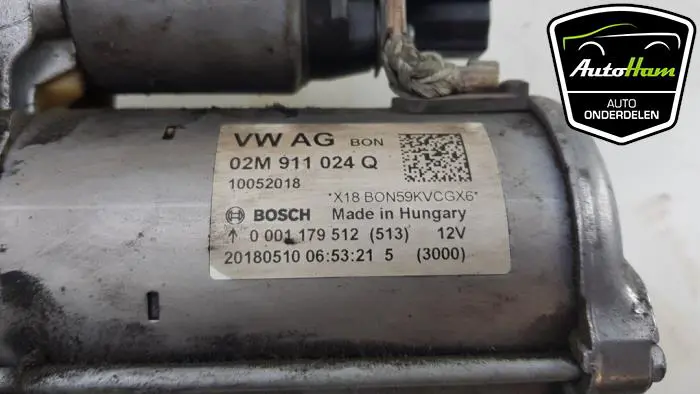 AutoHam
AUTO
ONDERDELEN
VW AG BON
02M 911 024 Q
10052018
*X18 BON59KVCGX6*
BOSCH Made in Hungary
↑ 0 001 179 512 (513) 12V
20180510 06:53:21 5 (3000)